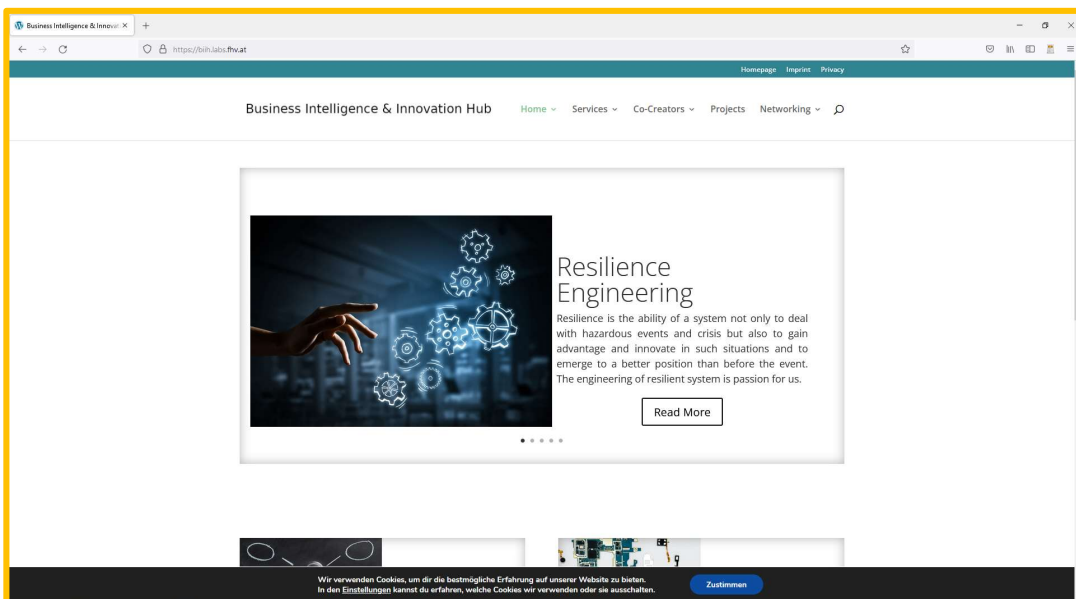 Business Intelligence & Innovat
https://biih.labs.fhv.at
Homepage Imprint Privacy
Business Intelligence & Innovation Hub
Home Services Co-Creators Projects Networking
Resilience
Engineering
Resilience is the ability of a system not only to deal
with hazardous events and crisis but also to gain
advantage and innovate in such situations and to
emerge to a better position than before the event.
The engineering of resilient system is passion for us.
Read More
Wir verwenden Cookies, um dir die bestmögliche Erfahrung auf unserer Website zu bieten.
In den Einstellungen kannst du erfahren, welche Cookies wir verwenden oder sie ausschalten.
Zustimmen